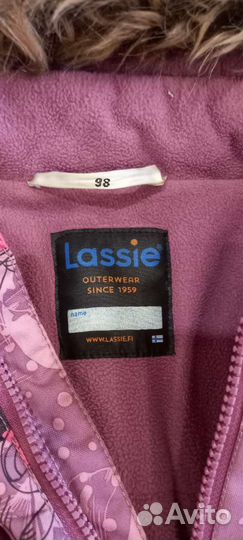 98
Lassie®
OUTERWEAR
SINCE 1959
name
WWW.LASSIE.FI
Avito